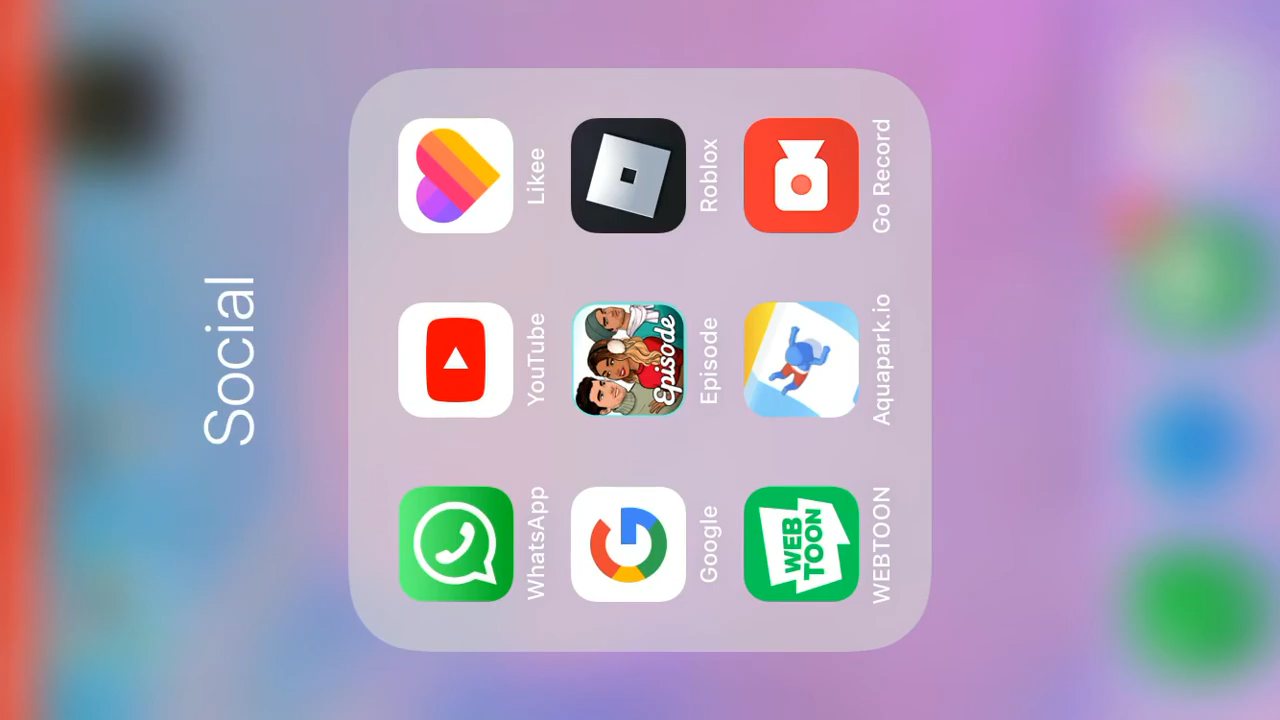 Social
WhatsApp
YouTube
Likee
Episode
Google
Episode
Roblox
WEB
TOON
WEBTOON
Aquapark.io
Go Record